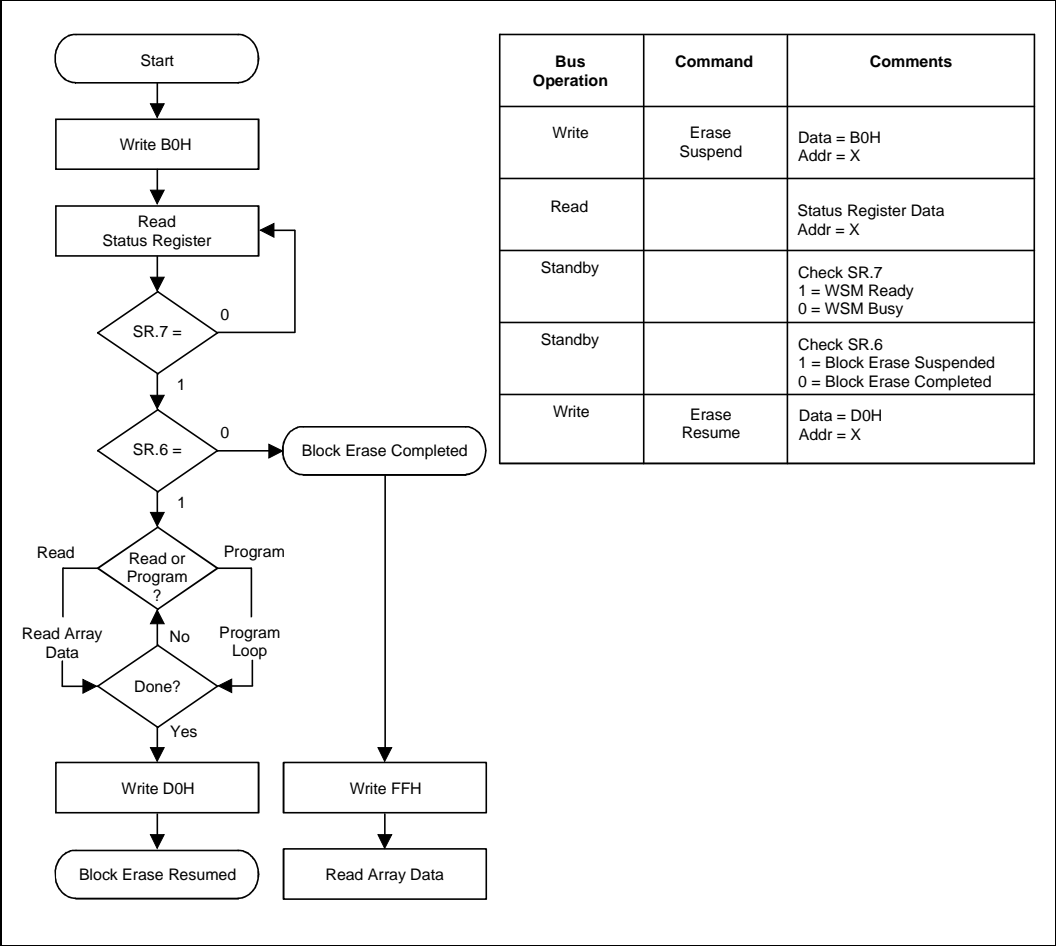 Start
Write B0H
Read
Status Register
SR.7 =
0
1
SR.6 =
0
Block Erase Completed
1
Read
Read or
Program
?
Program
Read Array
Data
No
Program
Loop
Done?
Yes
Write D0H
Write FFH
Block Erase Resumed
Read Array Data
Bus
Operation
Command
Comments
Write
Erase
Suspend
Data = B0H
Addr = X
Read
Status Register Data
Addr = X
Standby
Check SR.7
1 = WSM Ready
0 = WSM Busy
Standby
Check SR.6
1 = Block Erase Suspended
0 = Block Erase Completed
Write
Erase
Resume
Data = D0H
Addr = X